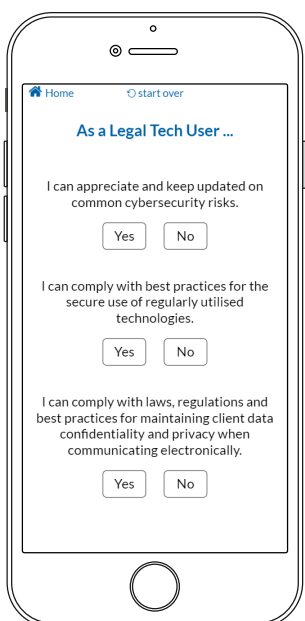 Home start over
As a Legal Tech User ...
I can appreciate and keep updated on
common cybersecurity risks.
Yes No
I can comply with best practices for the
secure use of regularly utilised
technologies.
Yes No
I can comply with laws, regulations and
best practices for maintaining client data
confidentiality and privacy when
communicating electronically.
Yes No